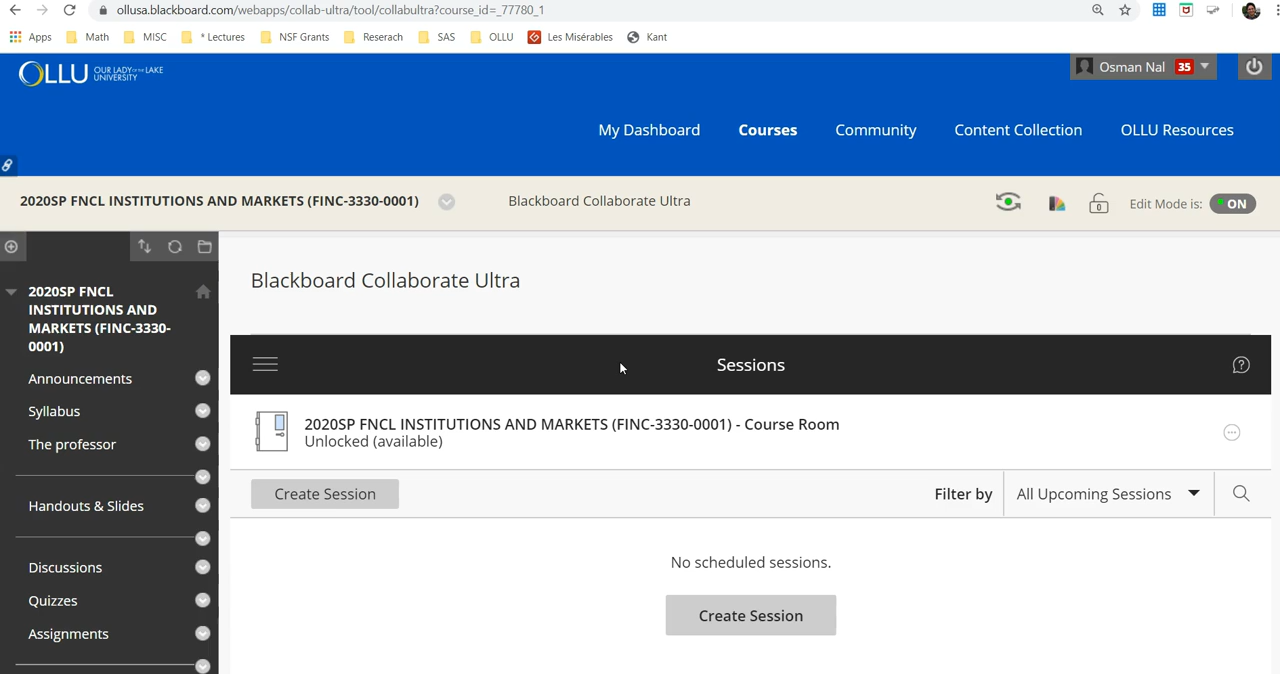 ollusa.blackboard.com/webapps/collab-ultra/tool/collabultra?course_id=_77780_1
Apps Math MISC * Lectures NSF Grants Reserach SAS OLLU Les Misérables Kant
OLLU OUR LADY OF THE LAKE UNIVERSITY
Osman Nal 35
My Dashboard Courses Community Content Collection OLLU Resources
2020SP FNCL INSTITUTIONS AND MARKETS (FINC-3330-0001) Blackboard Collaborate Ultra Edit Mode is: ON
2020SP FNCL
INSTITUTIONS AND
MARKETS (FINC-3330-
0001)
Announcements
Syllabus
The professor
Handouts & Slides
Discussions
Quizzes
Assignments
Blackboard Collaborate Ultra
Sessions
2020SP FNCL INSTITUTIONS AND MARKETS (FINC-3330-0001) - Course Room
Unlocked (available)
Create Session Filter by All Upcoming Sessions
No scheduled sessions.
Create Session